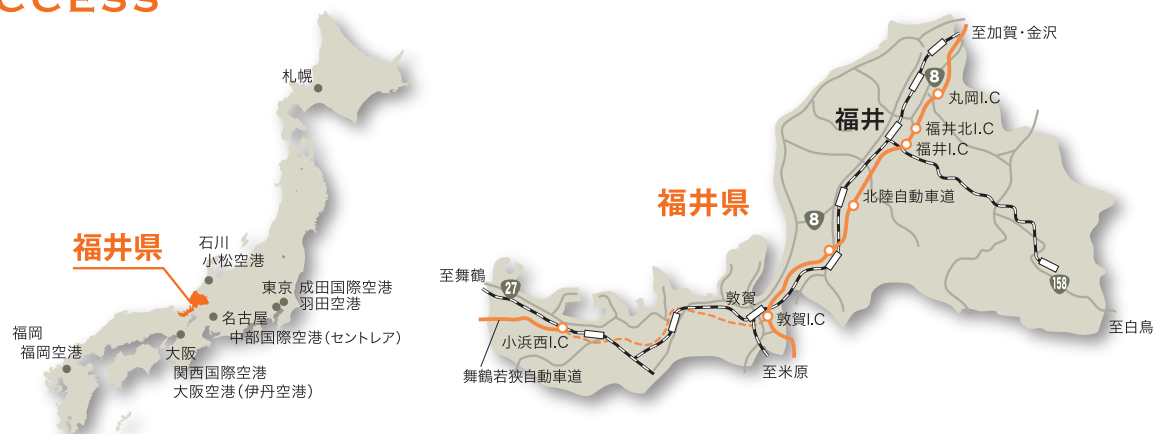 ACCESS
札幌
福井県
石川
小松空港
東京 成田国際空港
羽田空港
名古屋
中部国際空港（セントレア）
福岡
福岡空港
大阪
関西国際空港
大阪空港（伊丹空港）
至加賀・金沢
8
丸岡I.C
福井
福井北I.C
福井I.C
福井県
北陸自動車道
8
至舞鶴
27
敦賀
158
敦賀I.C
至白鳥
小浜西I.C
舞鶴若狭自動車道
至米原